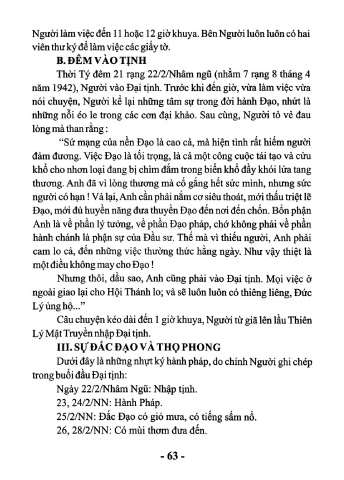 Người làm việc đến 11 hoặc 12 giờ khuya. Bên Người luôn luôn có hai
viên thư ký để làm việc các giấy tờ.
B. ĐÊM VÀO TỊNH
Thời Tý đêm 21 rạng 22/2/Nhâm ngũ (nhằm 7 rạng 8 tháng 4
năm 1942), Người vào Đại tịnh. Trước khi đến giờ, vừa làm việc vừa
nói chuyện, Người kể lại những tâm sự trong đời hành Đạo, nhứt là
những nỗi éo le trong các cơn đại khảo. Sau cùng, Người tỏ vẻ đau
lòng mà than rằng :
“Sứ mạng của nền Đạo là cao cả, mà hiện tình rất hiếm người
đảm đương. Việc Đạo là tối trọng, là cả một công cuộc tái tạo và cứu
khổ cho nhơn loại đang bị chìm đắm trong biển khổ đầy khói lửa tang
thương. Anh đã vì lòng thương mà cố gắng hết sức mình, nhưng sức
người có hạn ! Vả lại, Anh cần phải nắm cơ siêu thoát, mới thấu triệt lẽ
Đạo, mới đủ huyền năng đưa thuyền Đạo đến nơi đến chốn. Bổn phận
Anh là về phần lý tưởng, về phần Đạo pháp, chớ không phải về phần
hành chánh là phận sự của Đầu sư. Thế mà vì thiếu người, Anh phải
cam lo cả, đến những việc thường thức hằng ngày. Như vậy thiệt là
một điều không may cho Đạo !
Nhưng thôi, dầu sao, Anh cũng phải vào Đại tịnh. Mọi việc ở
ngoài giao lại cho Hội Thánh lo; và sẽ luôn luôn có thiêng liêng, Đức
Lý ủng hộ...”
Câu chuyện kéo dài đến 1 giờ khuya, Người từ giã lên lầu Thiên
Lý Mật Truyền nhập Đại tịnh.
III. SỰ ĐẮC ĐẠO VÀ THỌ PHONG
Dưới đây là những nhựt ký hành pháp, do chính Người ghi chép
trong buổi đầu Đại tịnh:
Ngày 22/2/Nhâm Ngũ: Nhập tịnh.
23, 24/2/NN: Hành Pháp.
25/2/NN: Đắc Đạo có gió mưa, có tiếng sấm nổ.
26, 28/2/NN: Có mùi thơm đưa đến.
- 63 -